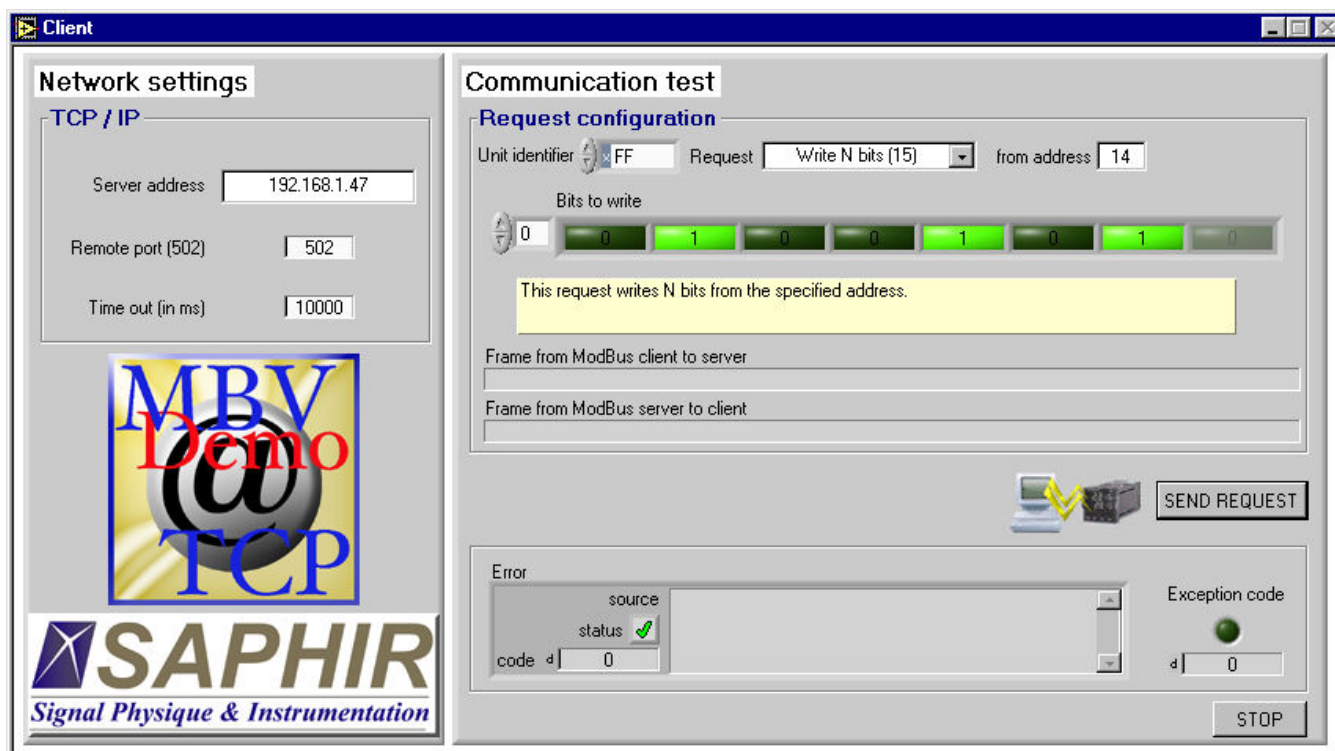 Client
Network settings
TCP / IP
Server address 192.168.1.47
Remote port (502) 502
Time out (in ms) 10000
MBV
Demo
@
TCP
SAPHIR
Signal Physique & Instrumentation
Communication test
Request configuration
Unit identifier x FF Request Write N bits (15) from address 14
Bits to write
0 0 1 0 0 1 0 1 0
This request writes N bits from the specified address.
Frame from ModBus client to server
Frame from ModBus server to client
SEND REQUEST
Error
source
status
code d 0
Exception code
d 0
STOP